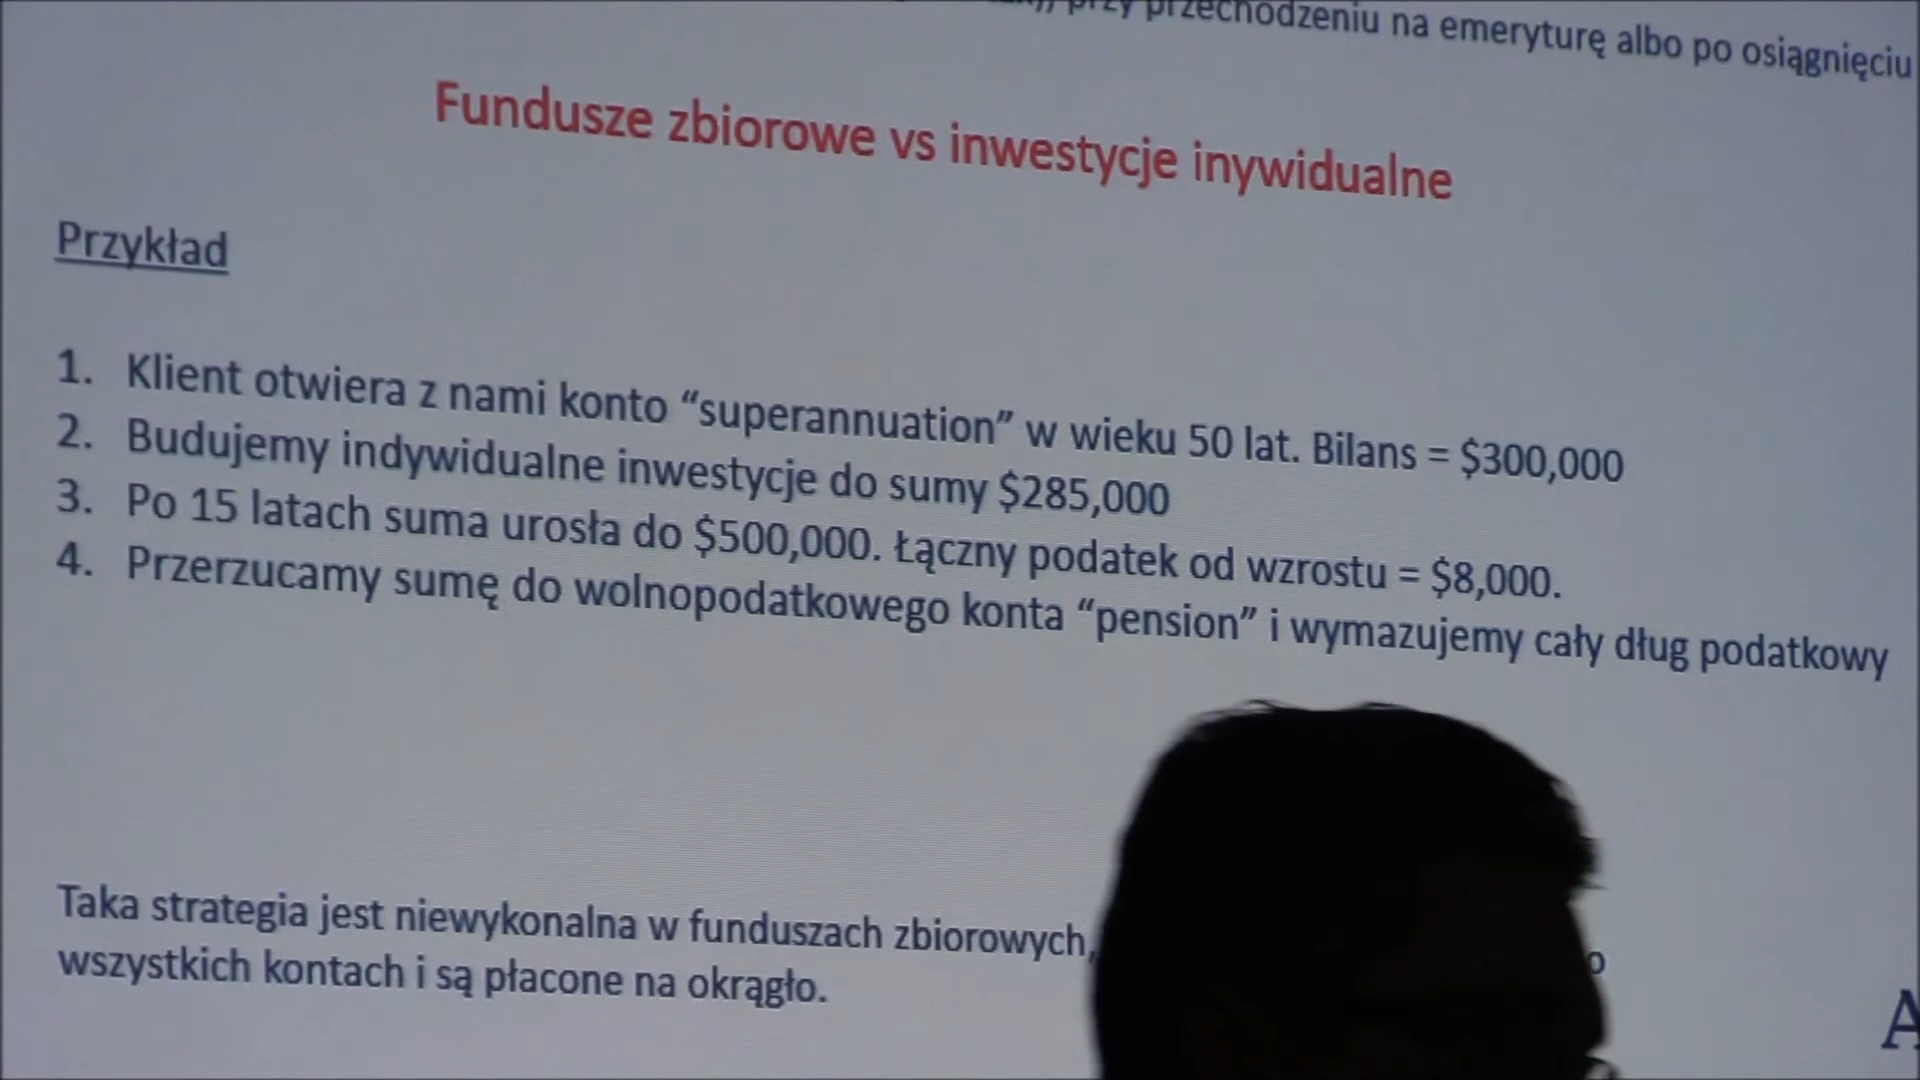 przy przechodzeniu na emeryturę albo po osiągnięciu
Fundusze zbiorowe vs inwestycje inywidualne
Przykład
1. Klient otwiera z nami konto “superannuation” w wieku 50 lat. Bilans = $300,000
2. Budujemy indywidualne inwestycje do sumy $285,000
3. Po 15 latach suma urosła do $500,000. Łączny podatek od wzrostu = $8,000.
4. Przerzucamy sumę do wolnopodatkowego konta “pension” i wymazujemy cały dług podatkowy
Taka strategia jest niewykonalna w funduszach zbiorowych,
wszystkich kontach i są płacone na okrągło.
A